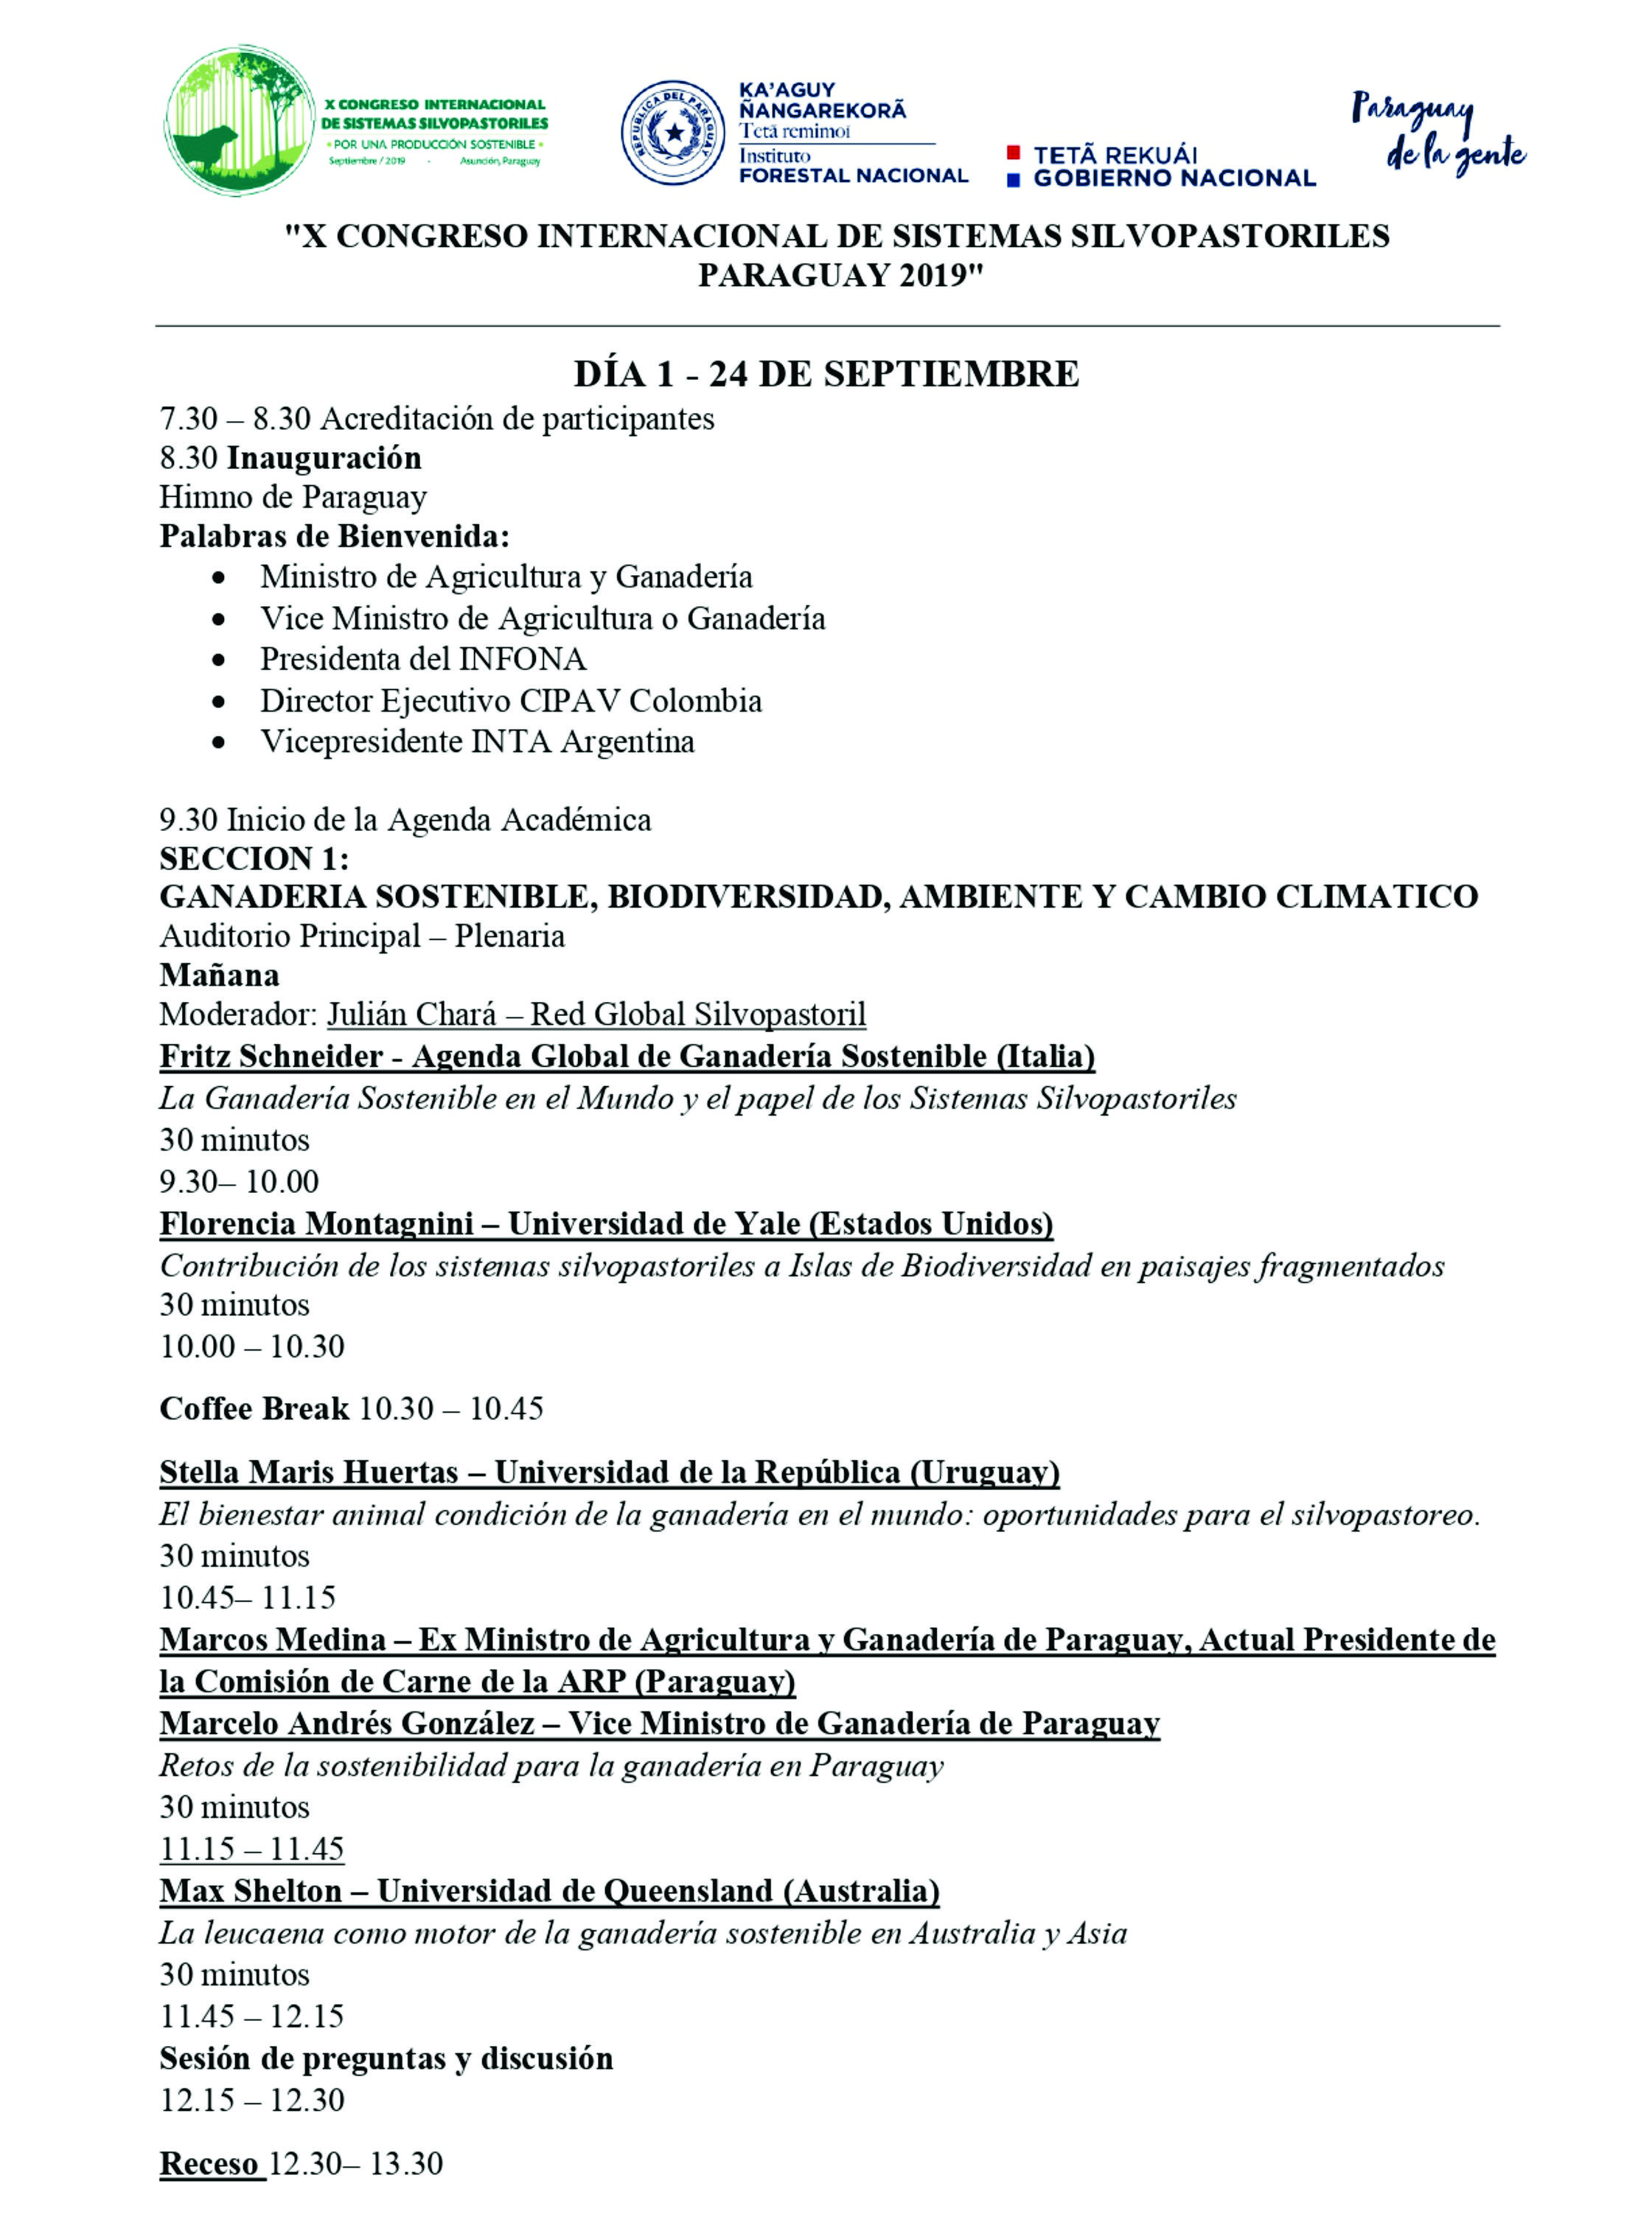 X CONGRESO INTERNACIONAL
DE SISTEMAS SILVOPASTORILES
• POR UNA PRODUCCIÓN SOSTENIBLE •
Septiembre / 2019 - Asunción, Paraguay
REPUBLICA DEL PARAGUAY
KA'AGUY
ÑANGAREKORÃ
Tetã remimoĩ
Instituto
FORESTAL NACIONAL
TETÃ REKUÁI
GOBIERNO NACIONAL
Paraguay
de la gente
"X CONGRESO INTERNACIONAL DE SISTEMAS SILVOPASTORILES
PARAGUAY 2019"
DÍA 1 - 24 DE SEPTIEMBRE
7.30 – 8.30 Acreditación de participantes
8.30 Inauguración
Himno de Paraguay
Palabras de Bienvenida:
• Ministro de Agricultura y Ganadería
• Vice Ministro de Agricultura o Ganadería
• Presidenta del INFONA
• Director Ejecutivo CIPAV Colombia
• Vicepresidente INTA Argentina
9.30 Inicio de la Agenda Académica
SECCION 1:
GANADERIA SOSTENIBLE, BIODIVERSIDAD, AMBIENTE Y CAMBIO CLIMATICO
Auditorio Principal – Plenaria
Mañana
Moderador: Julián Chará – Red Global Silvopastoril
Fritz Schneider - Agenda Global de Ganadería Sostenible (Italia)
La Ganadería Sostenible en el Mundo y el papel de los Sistemas Silvopastoriles
30 minutos
9.30– 10.00
Florencia Montagnini – Universidad de Yale (Estados Unidos)
Contribución de los sistemas silvopastoriles a Islas de Biodiversidad en paisajes fragmentados
30 minutos
10.00 – 10.30
Coffee Break 10.30 – 10.45
Stella Maris Huertas – Universidad de la República (Uruguay)
El bienestar animal condición de la ganadería en el mundo: oportunidades para el silvopastoreo.
30 minutos
10.45– 11.15
Marcos Medina – Ex Ministro de Agricultura y Ganadería de Paraguay, Actual Presidente de
la Comisión de Carne de la ARP (Paraguay)
Marcelo Andrés González – Vice Ministro de Ganadería de Paraguay
Retos de la sostenibilidad para la ganadería en Paraguay
30 minutos
11.15 – 11.45
Max Shelton – Universidad de Queensland (Australia)
La leucaena como motor de la ganadería sostenible en Australia y Asia
30 minutos
11.45 – 12.15
Sesión de preguntas y discusión
12.15 – 12.30
Receso 12.30– 13.30